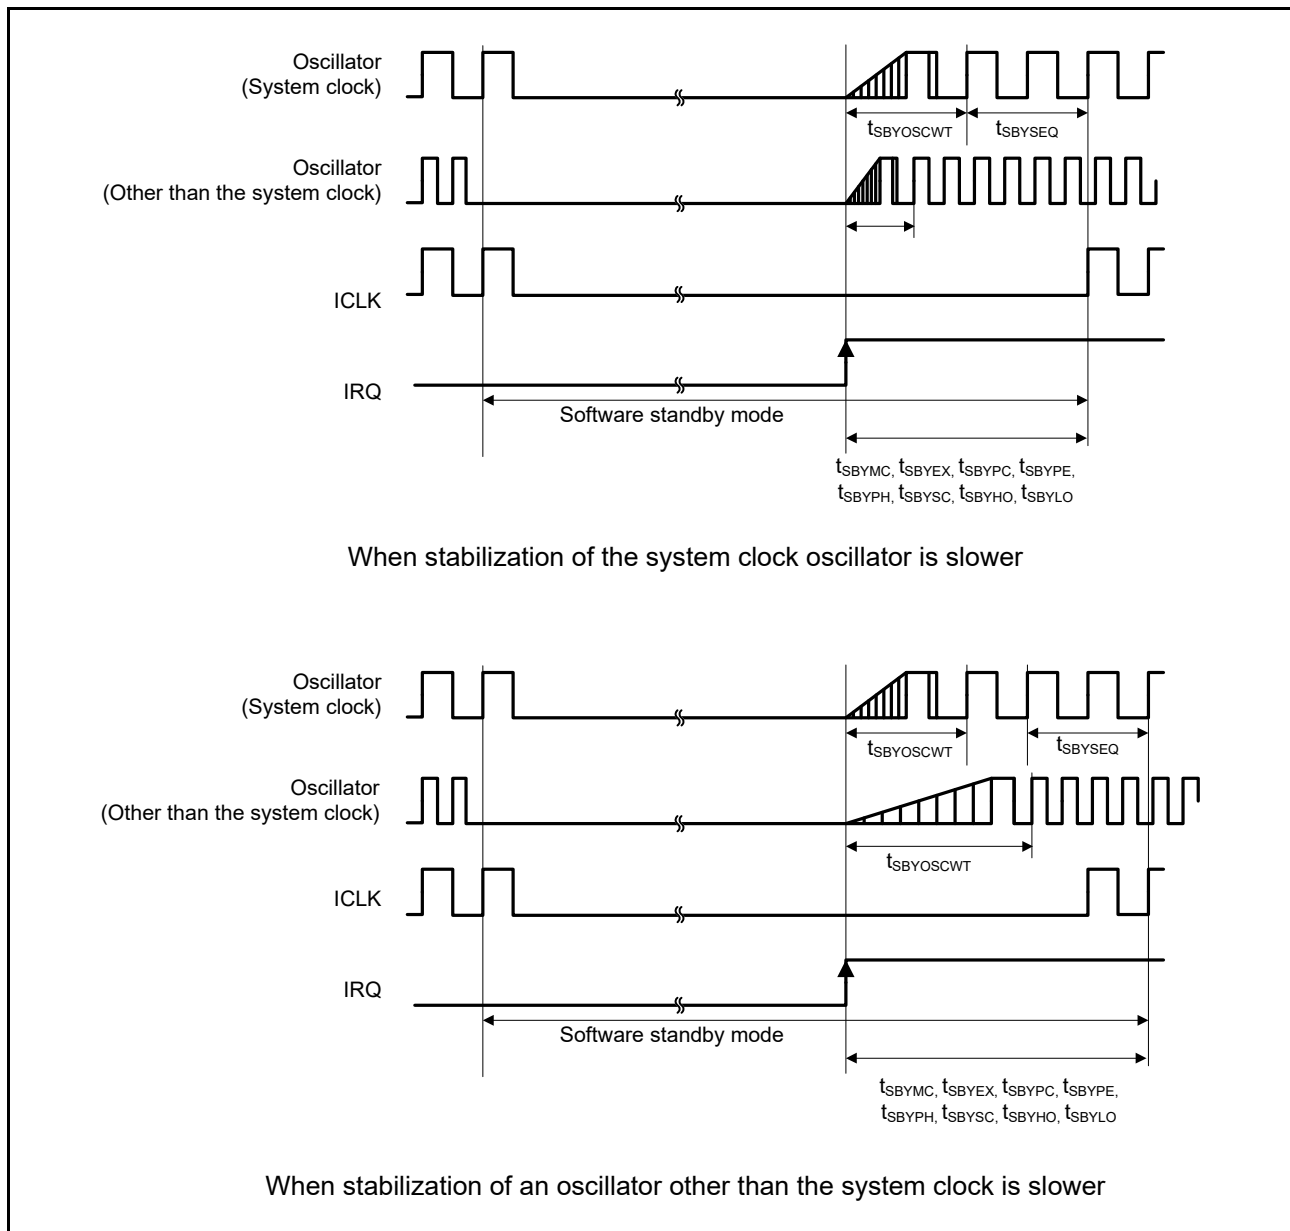 Oscillator
(System clock)
tSBYOSCWT
tSBYSEQ
Oscillator
(Other than the system clock)
ICLK
IRQ
Software standby mode
tSBYMC, tSBYEX, tSBYPC, tSBYPE,
tSBYPH, tSBYSC, tSBYHO, tSBYLO
When stabilization of the system clock oscillator is slower
Oscillator
(System clock)
tSBYOSCWT
tSBYSEQ
Oscillator
(Other than the system clock)
tSBYOSCWT
ICLK
IRQ
Software standby mode
tSBYMC, tSBYEX, tSBYPC, tSBYPE,
tSBYPH, tSBYSC, tSBYHO, tSBYLO
When stabilization of an oscillator other than the system clock is slower